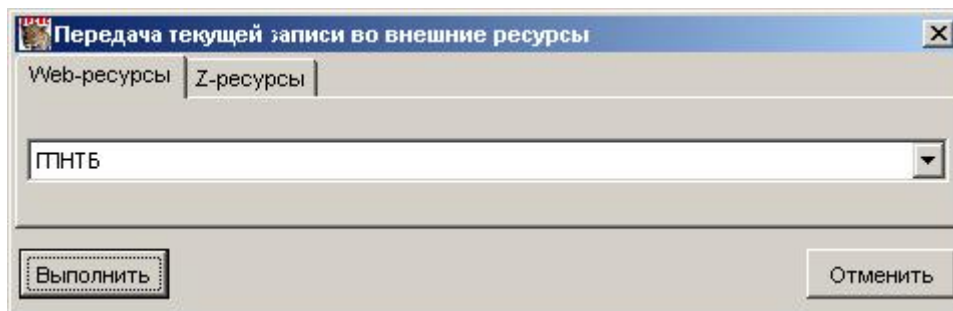 Передача текущей записи во внешние ресурсы
Web-ресурсы
Z-ресурсы
ГПНТБ
Выполнить
Отменить